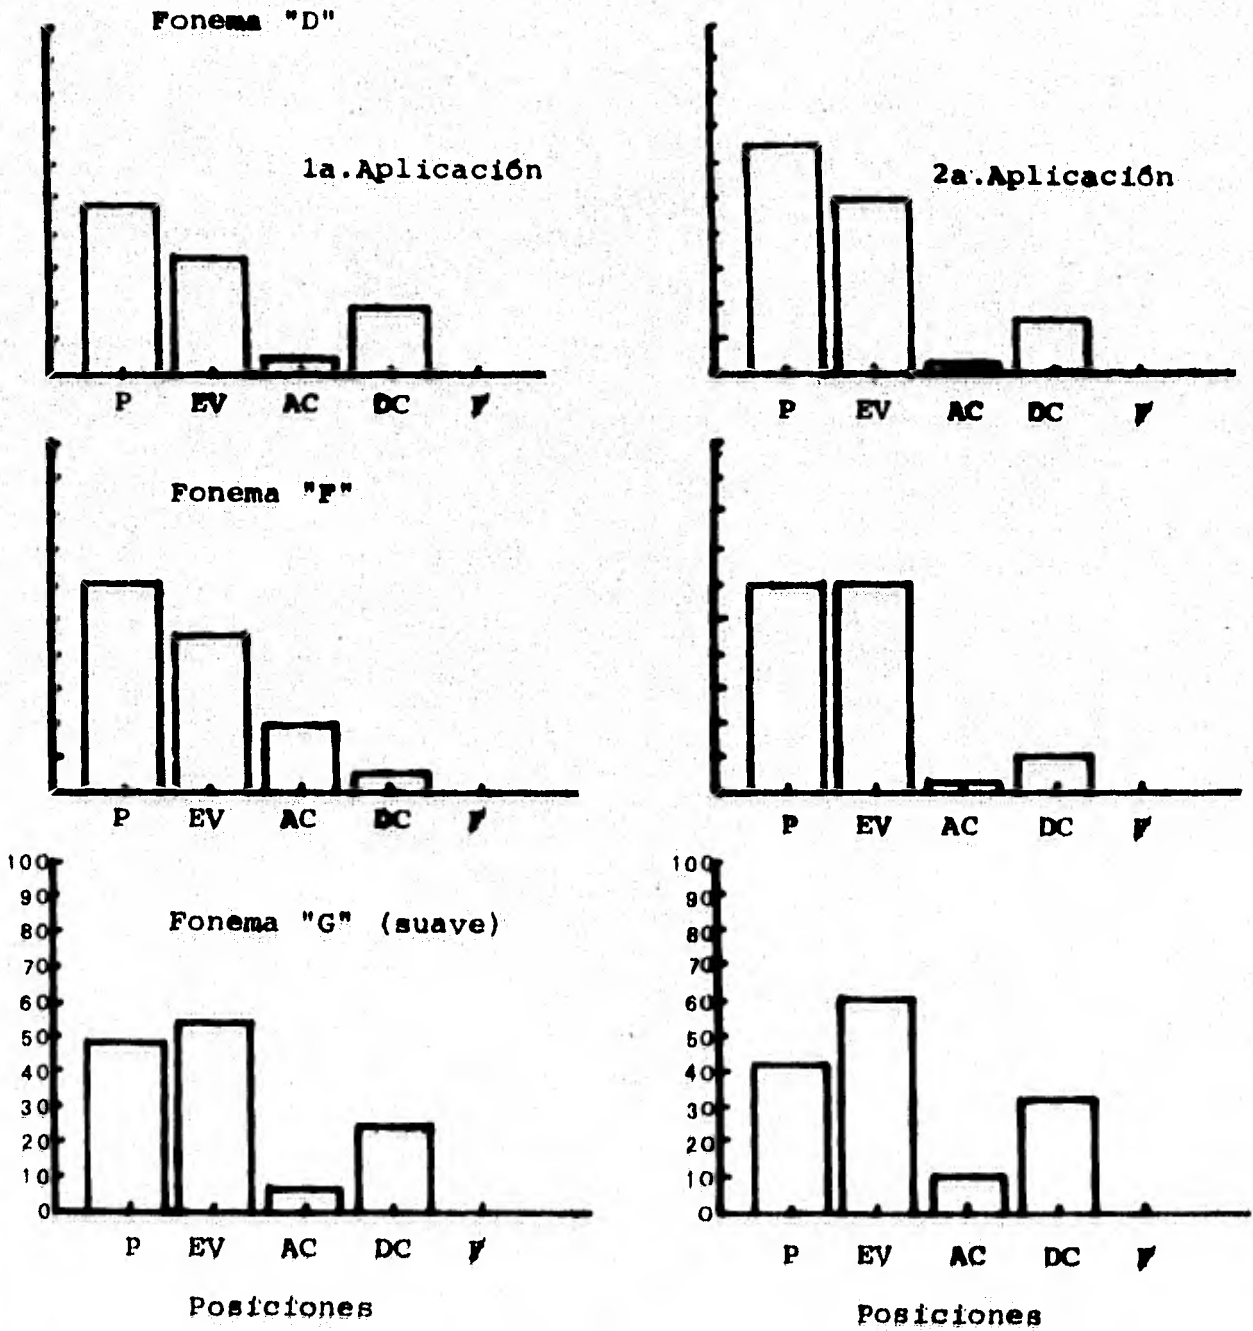 Fonema "D"
1a.Aplicación
2a.Aplicación
P EV AC DC F
P EV AC DC F
Fonema "F"
P EV AC DC F
P EV AC DC F
100
90
80
70
60
50
40
30
20
10
0
Fonema "G" (suave)
100
90
80
70
60
50
40
30
20
10
0
P EV AC DC F
P EV AC DC F
Posiciones
Posiciones